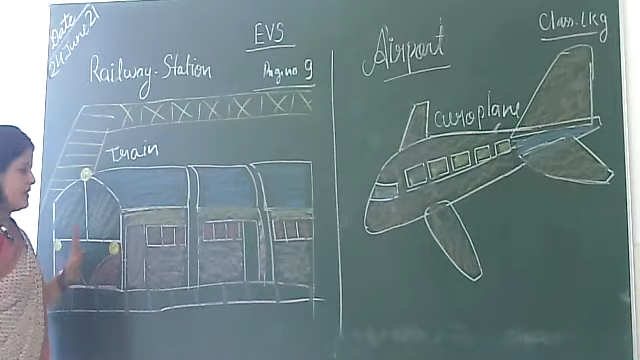 Date
24 June 21
EVS
Class. LKg
Railway-Station
Page no 9
Airport
aeroplane
Train